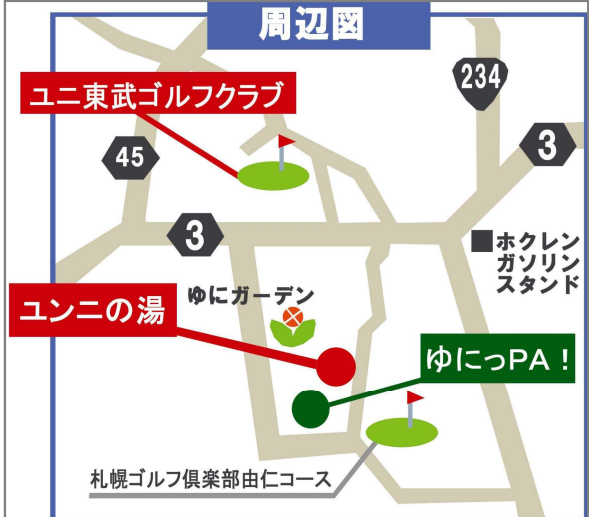 周辺図
ユニ東武ゴルフクラブ
234
45
3
3
ホクレン
ガソリン
スタンド
ゆにガーデン
ユンニの湯
ゆにっPA！
札幌ゴルフ倶楽部由仁コース